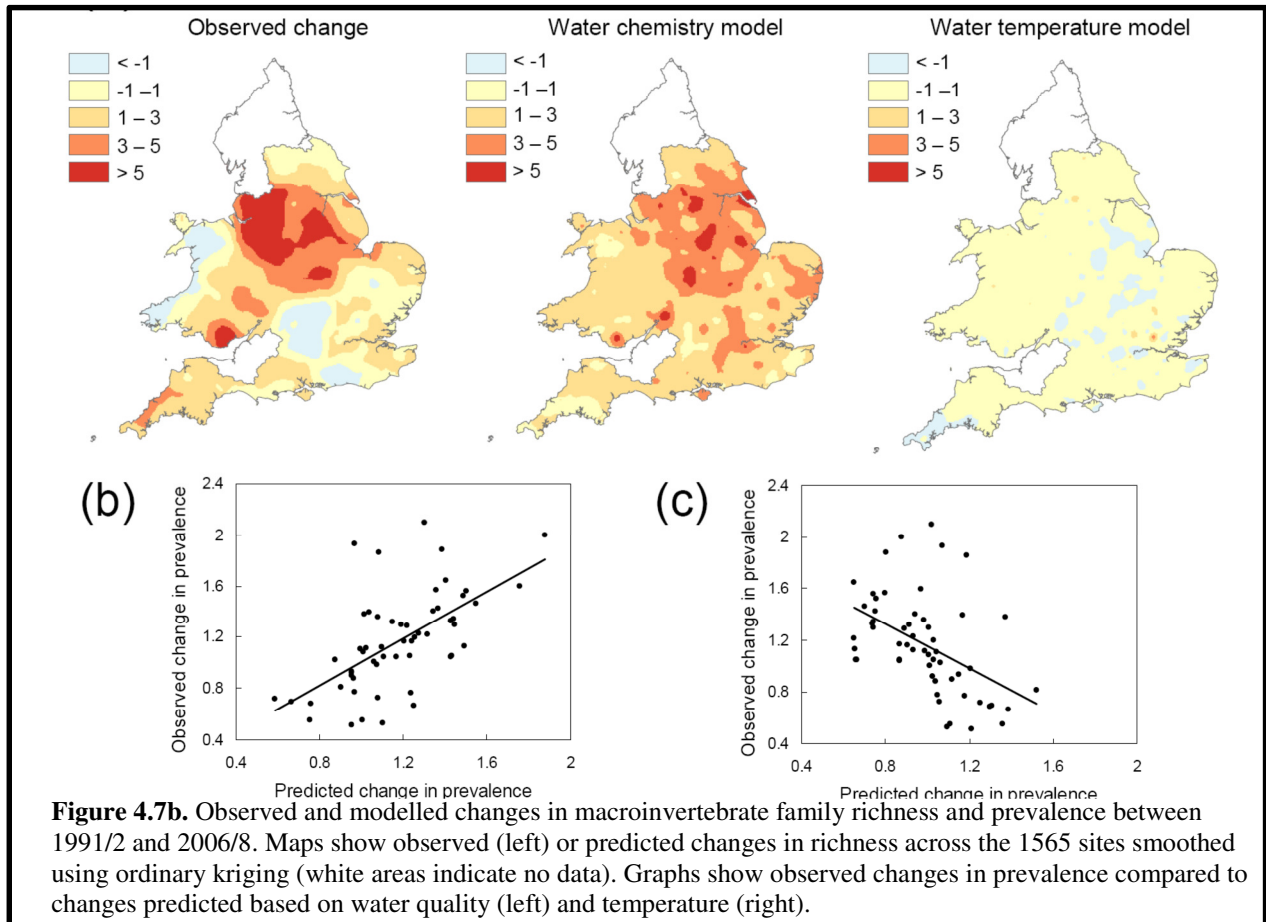 Observed change
Water chemistry model
Water temperature model
< -1
-1 –1
1 – 3
3 – 5
> 5
< -1
-1 –1
1 – 3
3 – 5
> 5
< -1
-1 –1
1 – 3
3 – 5
> 5
(b)
Observed change in prevalence
2.4
2
1.6
1.2
0.8
0.4
0.4
0.8
1.2
1.6
2
Predicted change in prevalence
(c)
Observed change in prevalence
2.4
2
1.6
1.2
0.8
0.4
0.4
0.8
1.2
1.6
2
Predicted change in prevalence
Figure 4.7b. Observed and modelled changes in macroinvertebrate family richness and prevalence between
1991/2 and 2006/8. Maps show observed (left) or predicted changes in richness across the 1565 sites smoothed
using ordinary kriging (white areas indicate no data). Graphs show observed changes in prevalence compared to
changes predicted based on water quality (left) and temperature (right).